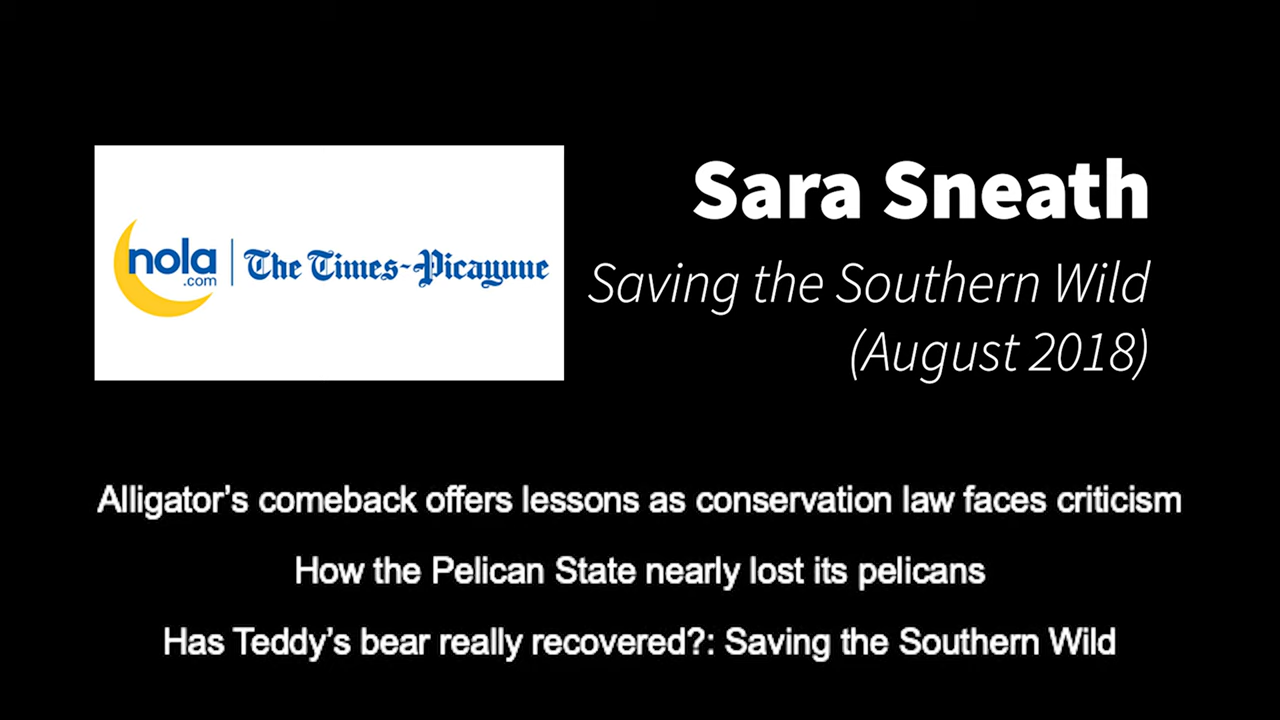 nola
.com
The Times-Picayune
Sara Sneath
Saving the Southern Wild
(August 2018)
Alligator’s comeback offers lessons as conservation law faces criticism
How the Pelican State nearly lost its pelicans
Has Teddy’s bear really recovered?: Saving the Southern Wild